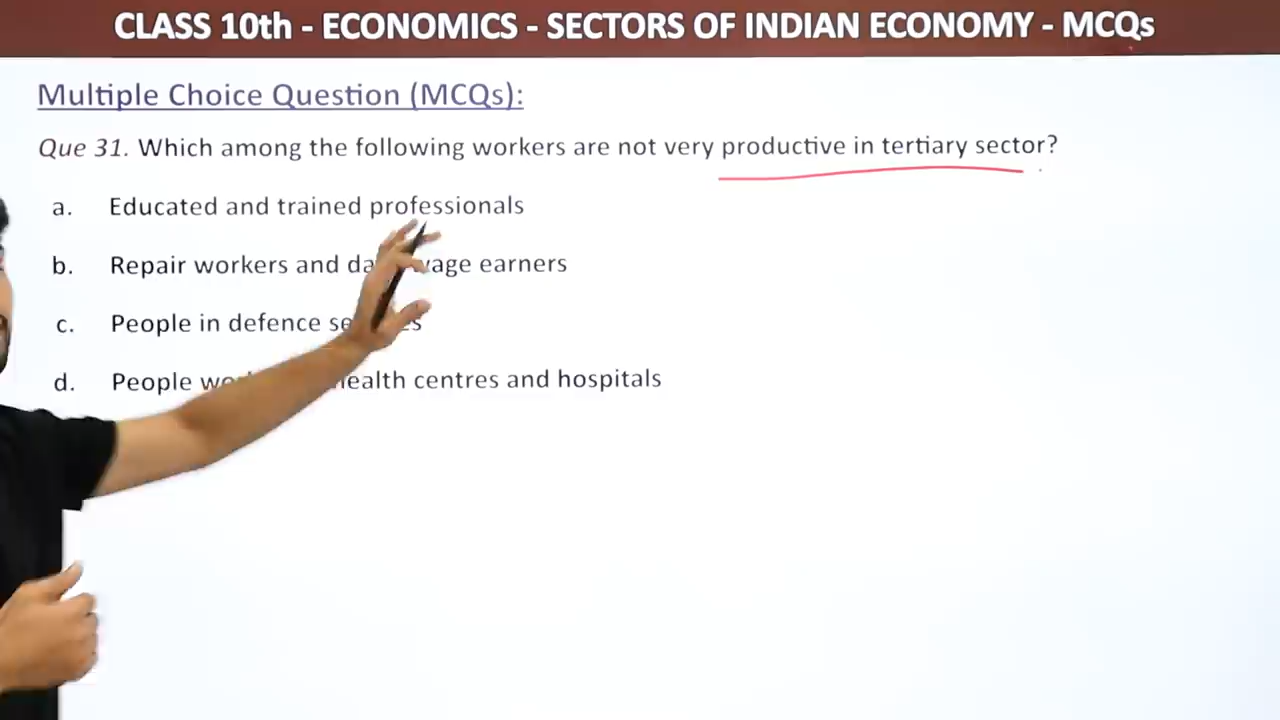 CLASS 10th - ECONOMICS - SECTORS OF INDIAN ECONOMY - MCQs
Multiple Choice Question (MCQs):
Que 31. Which among the following workers are not very productive in tertiary sector?
a. Educated and trained professionals
b. Repair workers and wage earners
c. People in defence
d. People health centres and hospitals